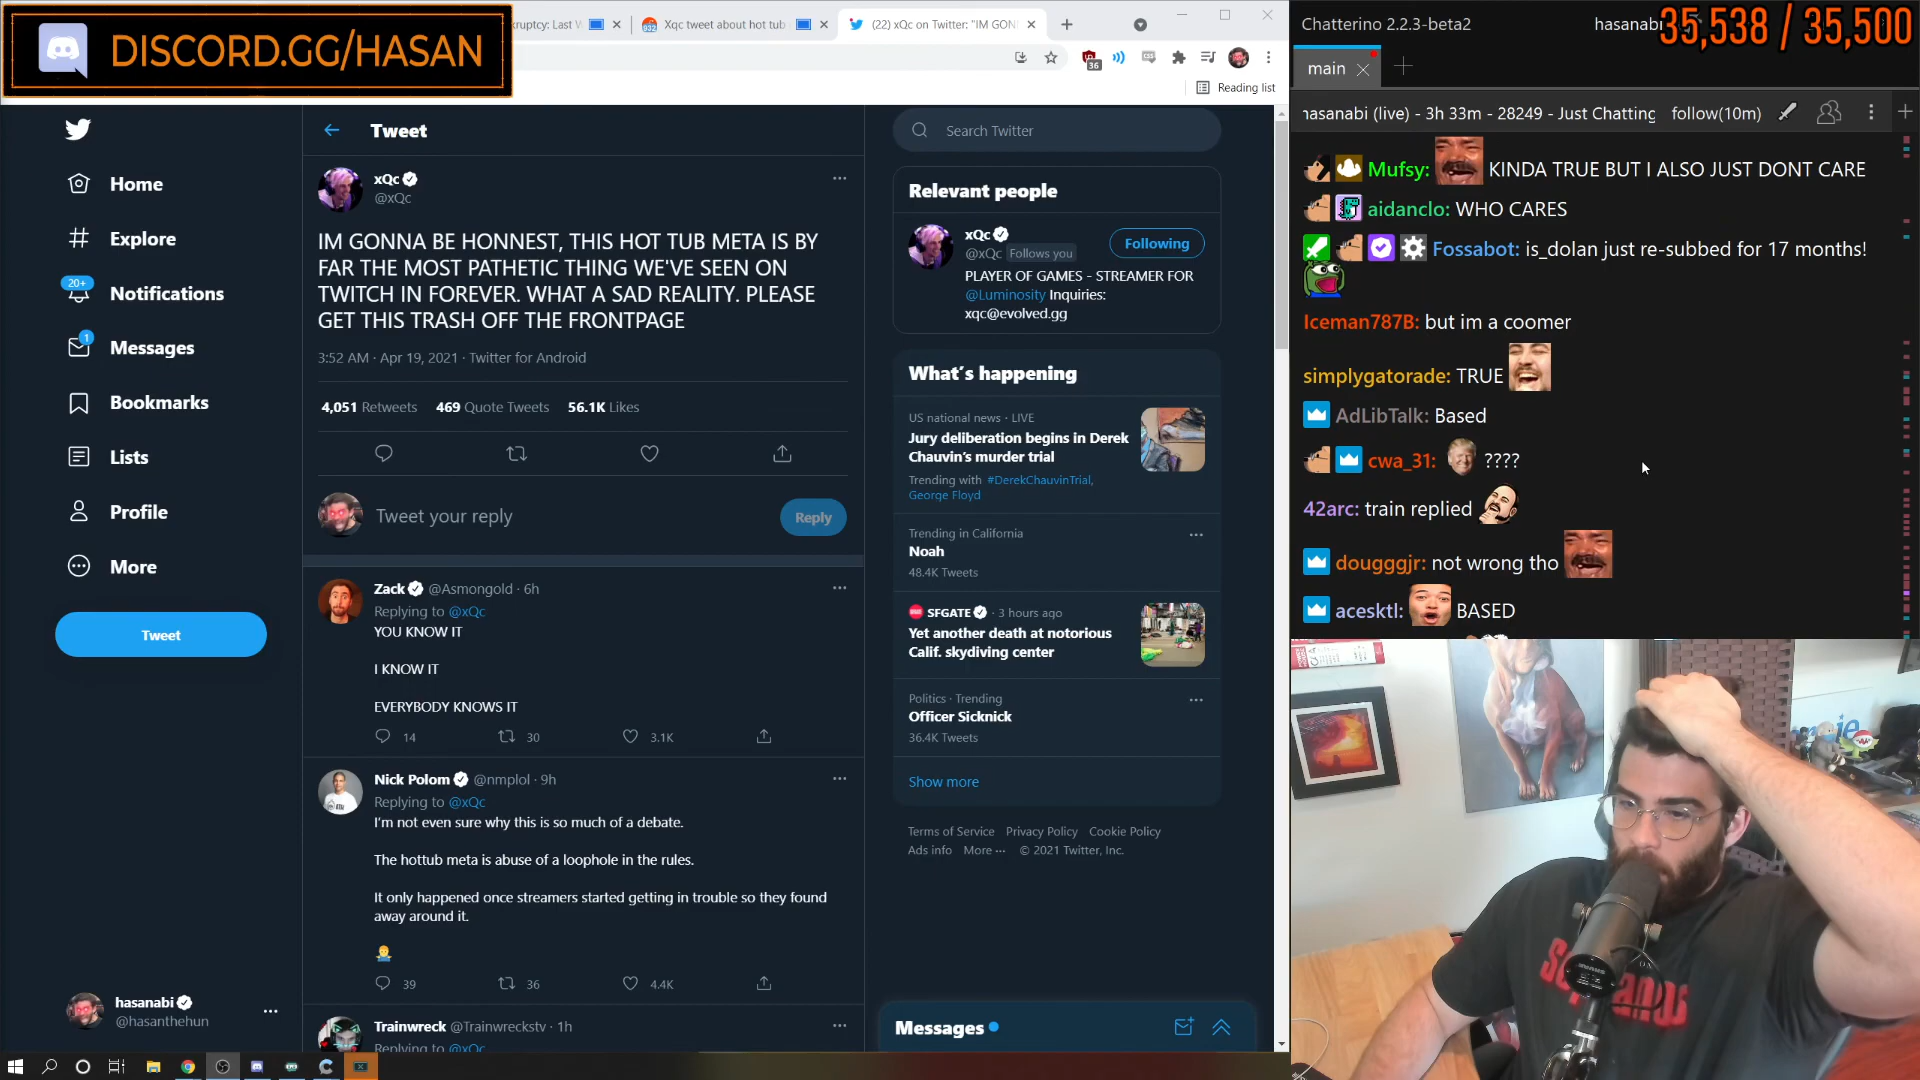 DISCORD.GG/HASAN
kruptcy: Last W
Xqc tweet about hot tub
(22) xQc on Twitter: "IM GONN
36
Reading list
Home
Explore
20+
Notifications
1
Messages
Bookmarks
Lists
Profile
More
Tweet
hasanabi
@hasanthehun
Tweet
xQc
@xQc
IM GONNA BE HONNEST, THIS HOT TUB META IS BY
FAR THE MOST PATHETIC THING WE'VE SEEN ON
TWITCH IN FOREVER. WHAT A SAD REALITY. PLEASE
GET THIS TRASH OFF THE FRONTPAGE
3:52 AM · Apr 19, 2021 · Twitter for Android
4,051 Retweets 469 Quote Tweets 56.1K Likes
Tweet your reply
Reply
Zack @Asmongold · 6h
Replying to @xQc
YOU KNOW IT
I KNOW IT
EVERYBODY KNOWS IT
14 30 3.1K
Nick Polom @nmplol · 9h
Replying to @xQc
I'm not even sure why this is so much of a debate.
The hottub meta is abuse of a loophole in the rules.
It only happened once streamers started getting in trouble so they found
away around it.
39 36 4.4K
Trainwreck @Trainwreckstv · 1h
Replying to @xQc
Search Twitter
Relevant people
xQc
@xQc Follows you
Following
PLAYER OF GAMES - STREAMER FOR
@Luminosity Inquiries:
xqc@evolved.gg
What's happening
US national news · LIVE
Jury deliberation begins in Derek
Chauvin's murder trial
Trending with #DerekChauvinTrial,
George Floyd
Trending in California
Noah
48.4K Tweets
SFGATE · 3 hours ago
Yet another death at notorious
Calif. skydiving center
Politics · Trending
Officer Sicknick
36.4K Tweets
Show more
Terms of Service Privacy Policy Cookie Policy
Ads info More ··· © 2021 Twitter, Inc.
Messages
Chatterino 2.2.3-beta2
hasanabi
35,538 / 35,500
main
hasanabi (live) - 3h 33m - 28249 - Just Chatting
follow(10m)
Mufsy: KINDA TRUE BUT I ALSO JUST DONT CARE
aidanclo: WHO CARES
Fossabot: is_dolan just re-subbed for 17 months!
Iceman787B: but im a coomer
simplygatorade: TRUE
AdLibTalk: Based
cwa_31: ????
42arc: train replied
dougggjr: not wrong tho
acesktl: BASED